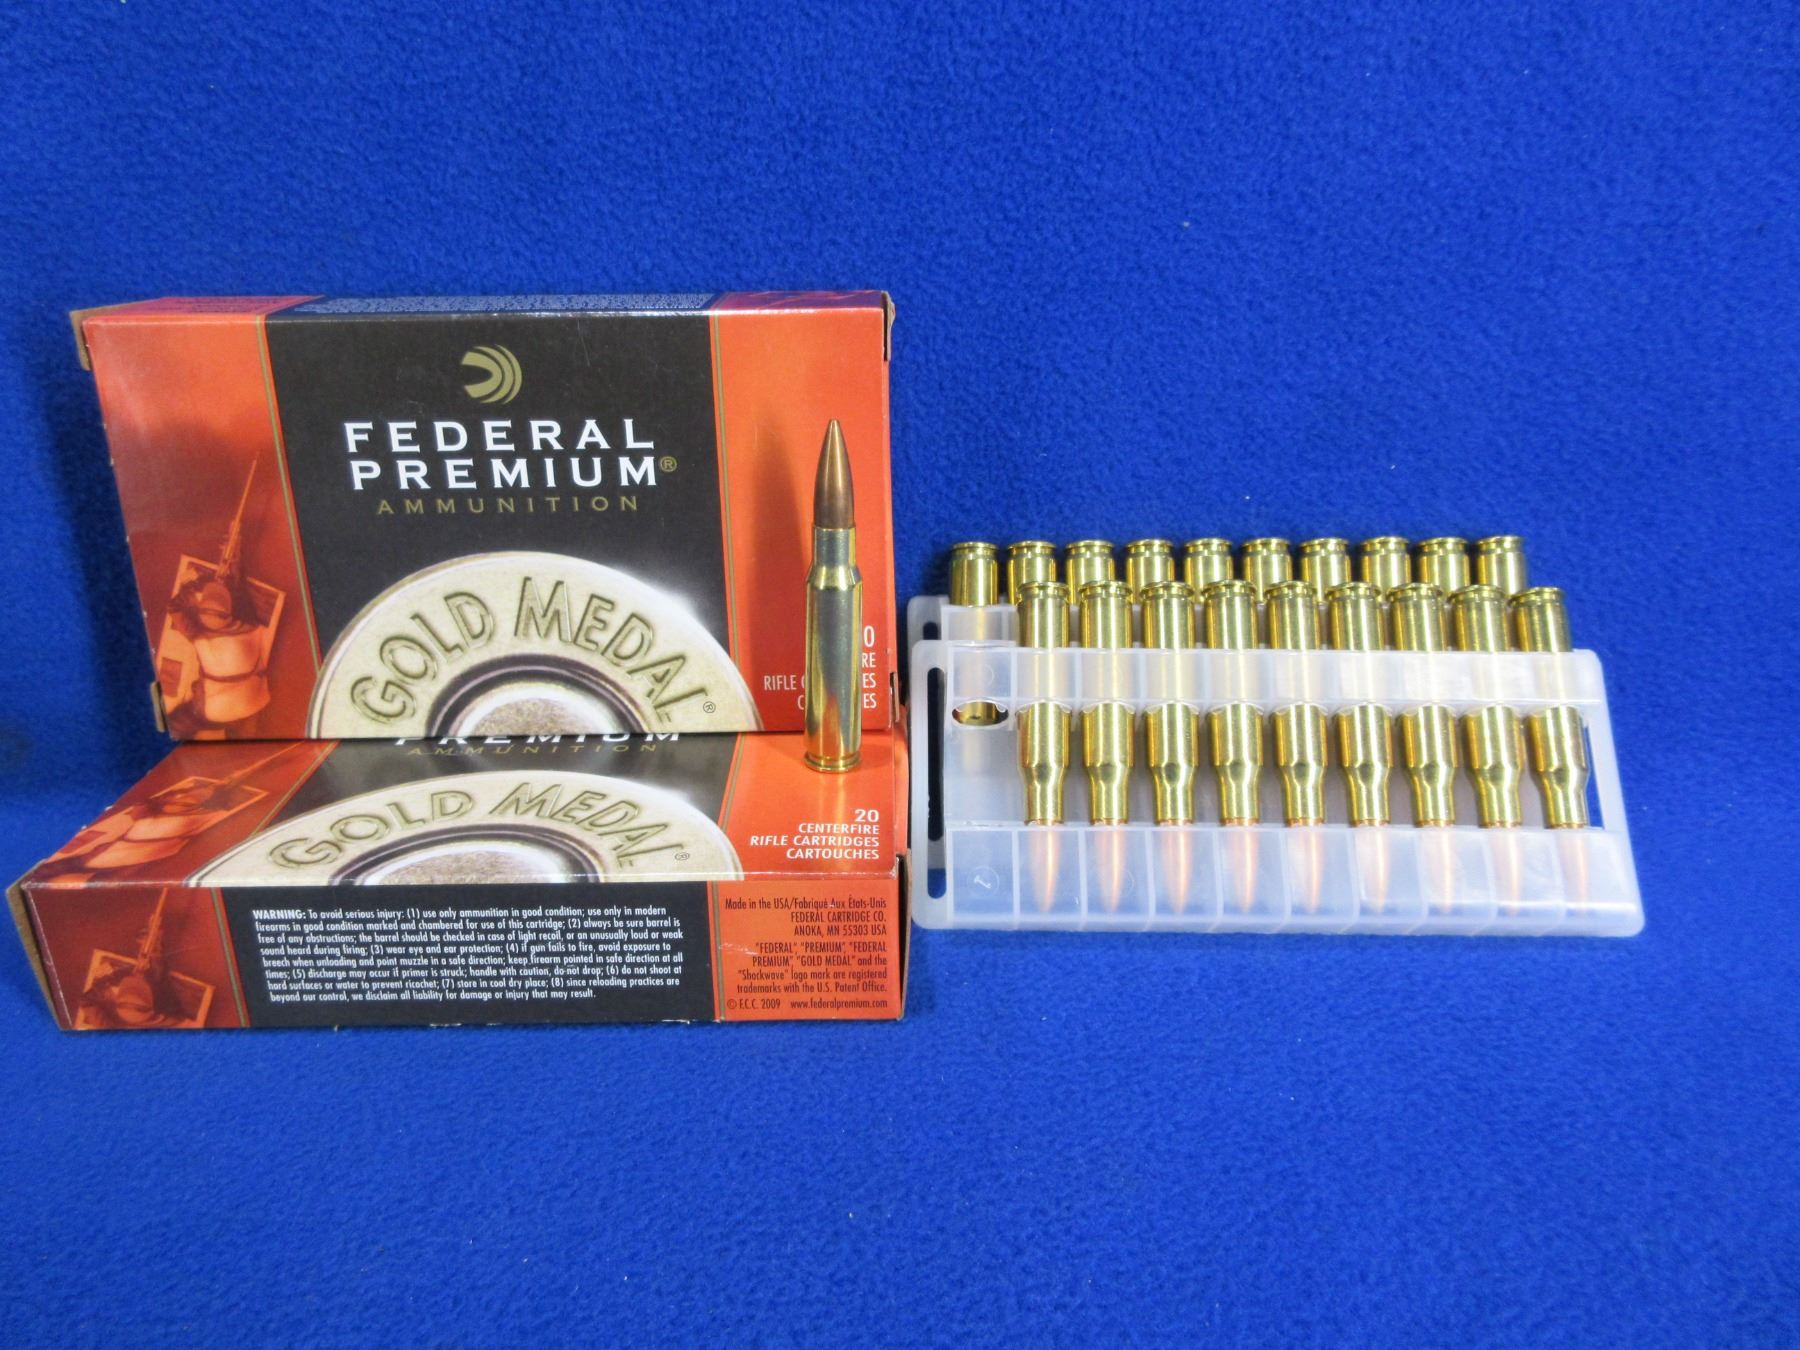 FEDERAL
PREMIUM®
AMMUNITION
GOLD MEDAL®
RIFLE
PREMIUM
AMMUNITION
GOLD MEDAL®
20
CENTERFIRE
RIFLE CARTRIDGES
CARTOUCHES
WARNING: To avoid serious injury: (1) use only ammunition in good condition; use only in modern
firearms in good condition marked and chambered for use of this cartridge; (2) always be sure barrel is
free of any obstructions; the barrel should be checked in case of light recoil, or an unusually loud or weak
sound heard during firing; (3) wear eye and ear protection; (4) if gun fails to fire, avoid exposure to
breech when unloading and point muzzle in a safe direction; keep firearm pointed in safe direction at all
times; (5) discharge may occur if primer is struck; handle with caution, do not drop; (6) do not shoot at
hard surfaces or water to prevent ricochet; (7) store in cool dry place; (8) since reloading practices are
beyond our control, we disclaim all liability for damage or injury that may result.
Made in the USA/Fabriqué Aux États-Unis
FEDERAL CARTRIDGE CO.
ANOKA, MN 55303 USA
"FEDERAL", "PREMIUM", "FEDERAL
PREMIUM", "GOLD MEDAL" and the
"Shockwave" logo mark are registered
trademarks with the U.S. Patent Office.
© F.C.C. 2009 www.federalpremium.com